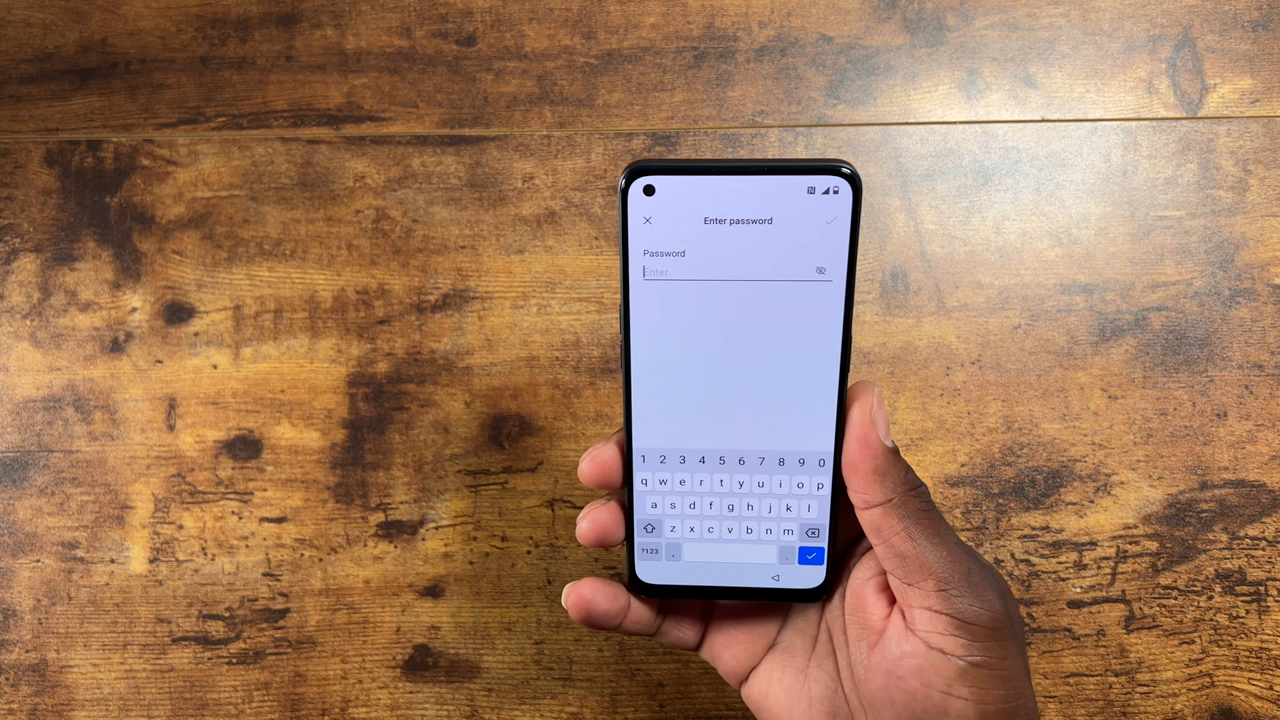 Enter password
Password
Enter
1 2 3 4 5 6 7 8 9 0
q w e r t y u i o p
a s d f g h j k l
z x c v b n m
?123 , .